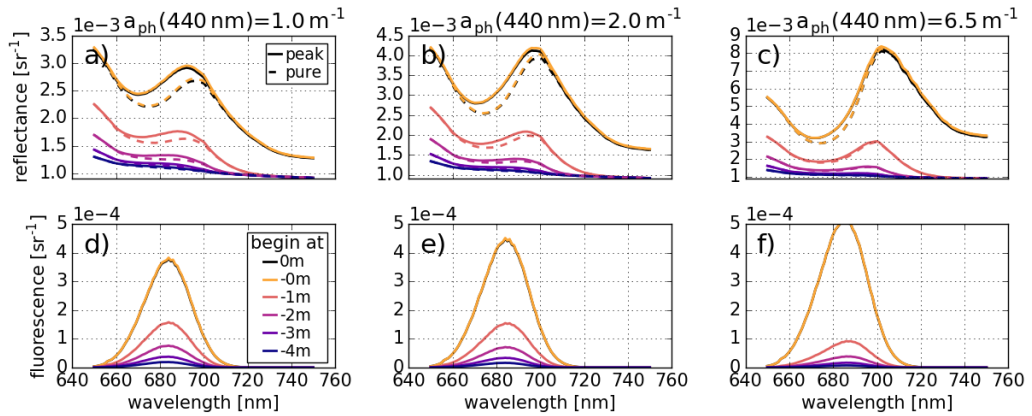 1e−3 a_ph(440 nm)=1.0 m⁻¹
1e−3 a_ph(440 nm)=2.0 m⁻¹
1e−3 a_ph(440 nm)=6.5 m⁻¹
a)
peak
pure
3.5
3.0
2.5
2.0
1.5
1.0
reflectance [sr⁻¹]
b)
4.5
4.0
3.5
3.0
2.5
2.0
1.5
1.0
c)
9
8
7
6
5
4
3
2
1
1e−4
d)
begin at
0m
-0m
-1m
-2m
-3m
-4m
5
4
3
2
1
0
fluorescence [sr⁻¹]
640 660 680 700 720 740 760
wavelength [nm]
1e−4
e)
5
4
3
2
1
0
640 660 680 700 720 740 760
wavelength [nm]
1e−4
f)
5
4
3
2
1
0
640 660 680 700 720 740 760
wavelength [nm]